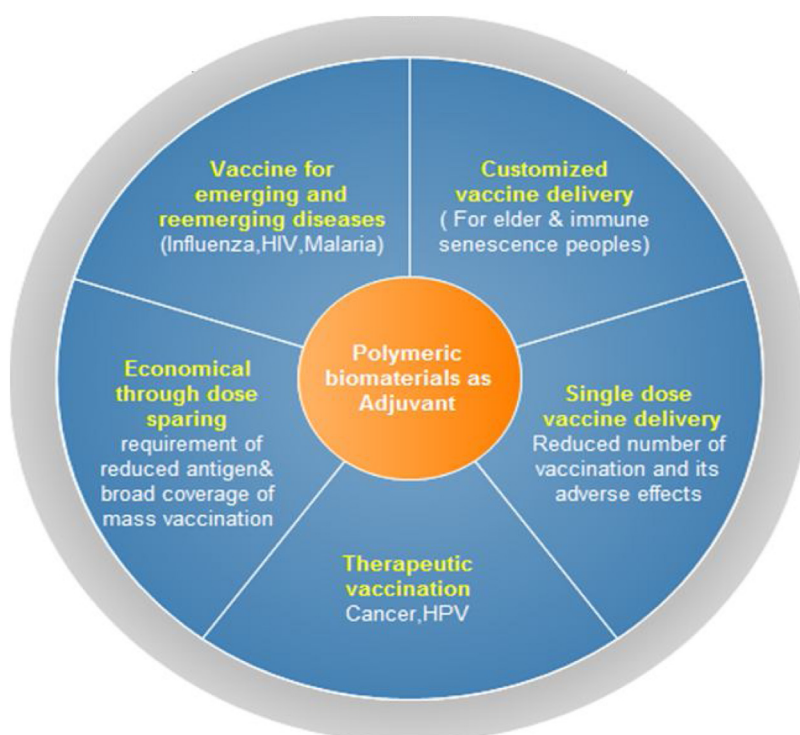 Vaccine for
emerging and
reemerging diseases
(Influenza,HIV,Malaria)
Customized
vaccine delivery
( For elder & immune
senescence peoples)
Polymeric
biomaterials as
Adjuvant
Economical
through dose
sparing
requirement of
reduced antigen&
broad coverage of
mass vaccination
Single dose
vaccine delivery
Reduced number of
vaccination and its
adverse effects
Therapeutic
vaccination
Cancer,HPV